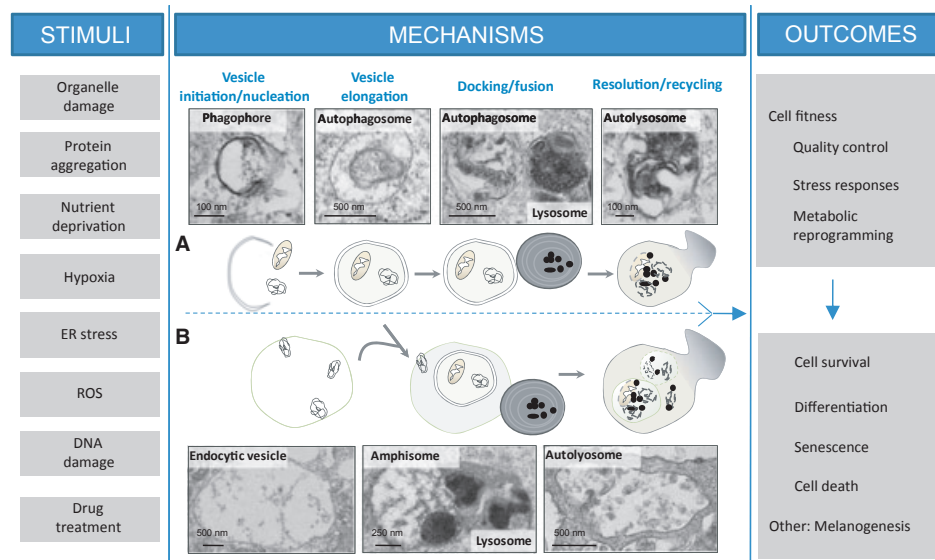 STIMULI
Organelle
damage
Protein
aggregation
Nutrient
deprivation
Hypoxia
ER stress
ROS
DNA
damage
Drug
treatment
MECHANISMS
Vesicle
initiation/nucleation
Vesicle
elongation
Docking/fusion
Resolution/recycling
Phagophore
100 nm
Autophagosome
500 nm
Autophagosome
500 nm
Lysosome
Autolysosome
100 nm
A
B
Endocytic vesicle
500 nm
Amphisome
250 nm
Lysosome
Autolyosome
500 nm
OUTCOMES
Cell fitness
Quality control
Stress responses
Metabolic
reprogramming
Cell survival
Differentiation
Senescence
Cell death
Other: Melanogenesis